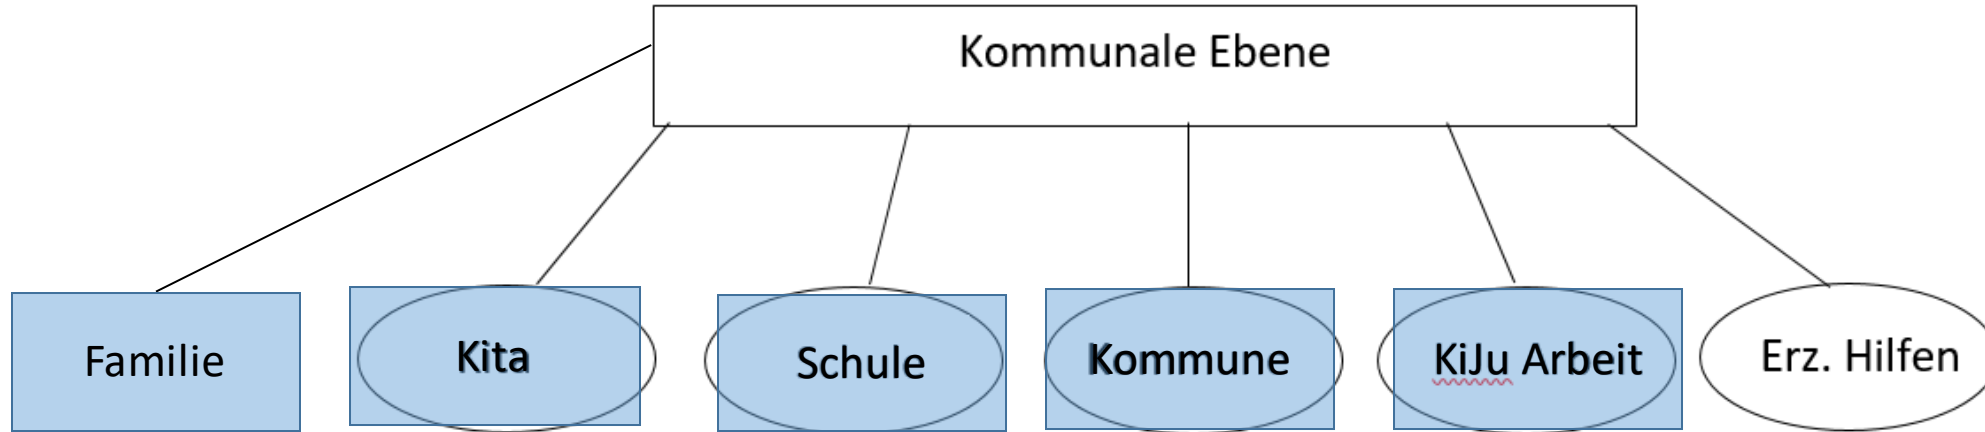 Kommunale Ebene
Familie
Kita
Schule
Kommune
KiJu Arbeit
Erz. Hilfen